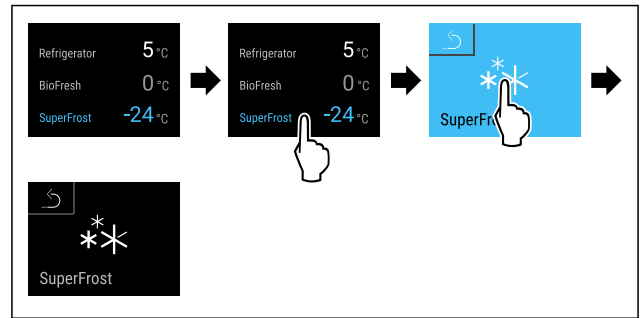 Refrigerator 5 °C
BioFresh 0 °C
SuperFrost -24 °C
Refrigerator 5 °C
BioFresh 0 °C
SuperFrost -24 °C
SuperFr
SuperFrost